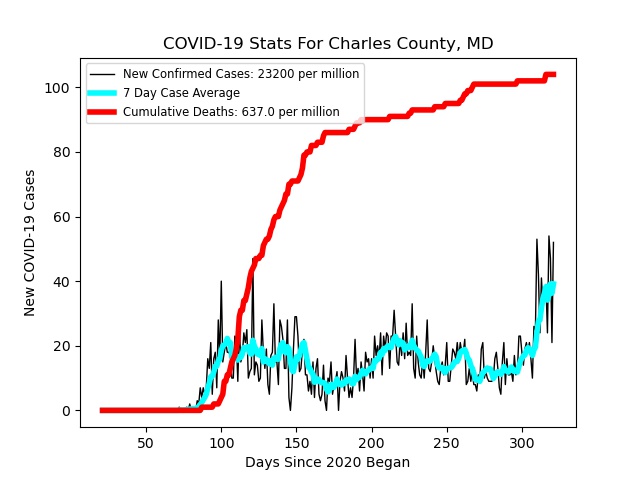 COVID-19 Stats For Charles County, MD
New Confirmed Cases: 23200 per million
7 Day Case Average
Cumulative Deaths: 637.0 per million
New COVID-19 Cases
100
80
60
40
20
0
50 100 150 200 250 300
Days Since 2020 Began